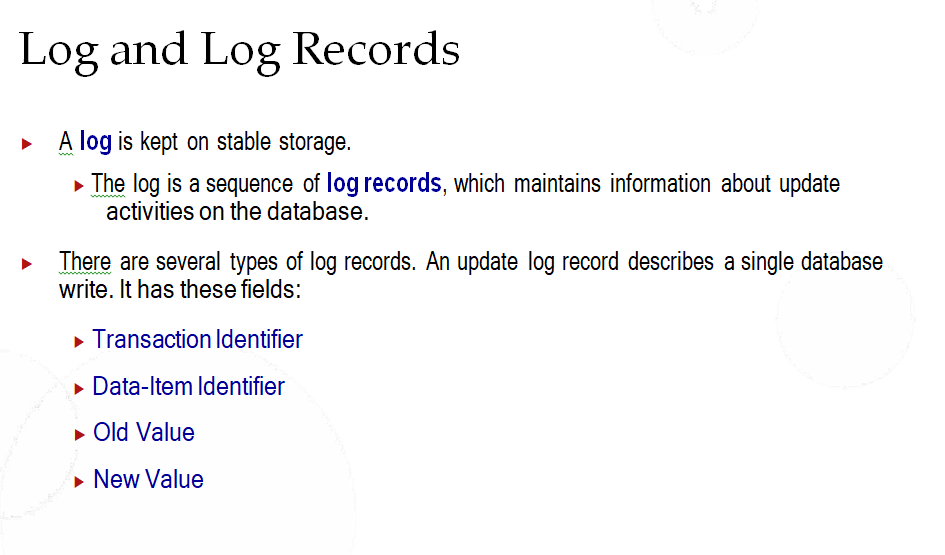 Log and Log Records
A log is kept on stable storage.
The log is a sequence of log records, which maintains information about update
activities on the database.
There are several types of log records. An update log record describes a single database
write. It has these fields:
Transaction Identifier
Data-Item Identifier
Old Value
New Value